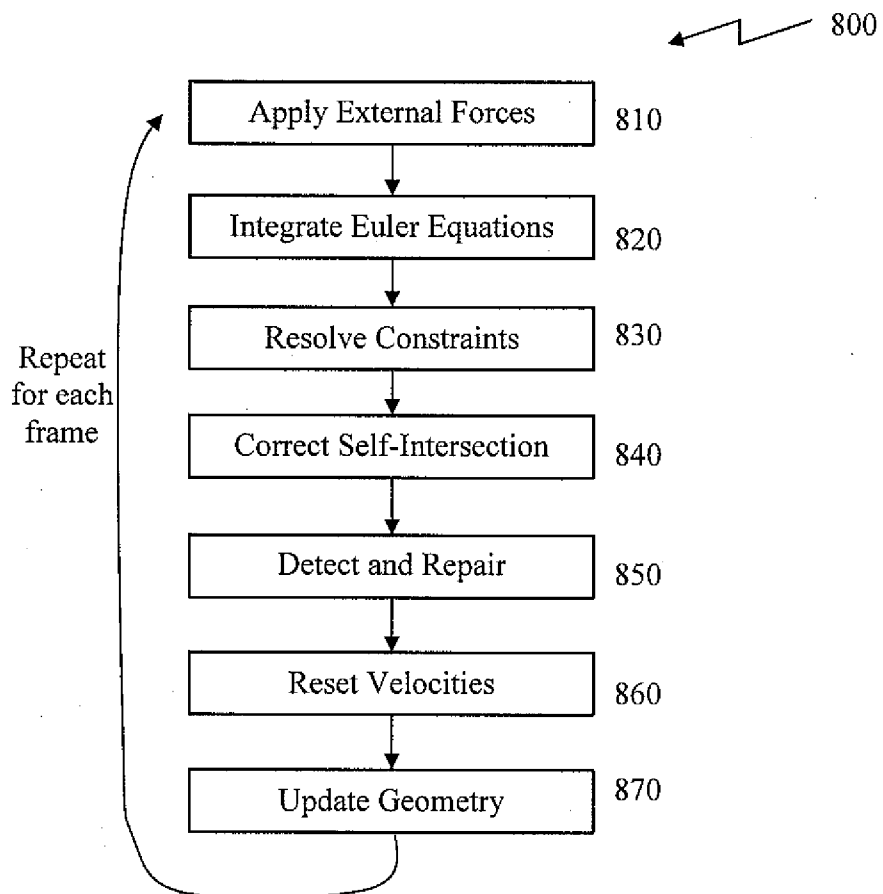 800
Apply External Forces
810
Integrate Euler Equations
820
Resolve Constraints
830
Repeat
for each
frame
Correct Self-Intersection
840
Detect and Repair
850
Reset Velocities
860
Update Geometry
870